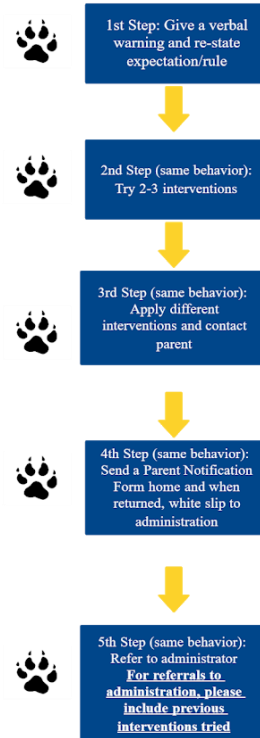 1st Step: Give a verbal
warning and re-state
expectation/rule
2nd Step (same behavior):
Try 2-3 interventions
3rd Step (same behavior):
Apply different
interventions and contact
parent
4th Step (same behavior):
Send a Parent Notification
Form home and when
returned, white slip to
administration
5th Step (same behavior):
Refer to administrator
For referrals to
administration, please
include previous
interventions tried